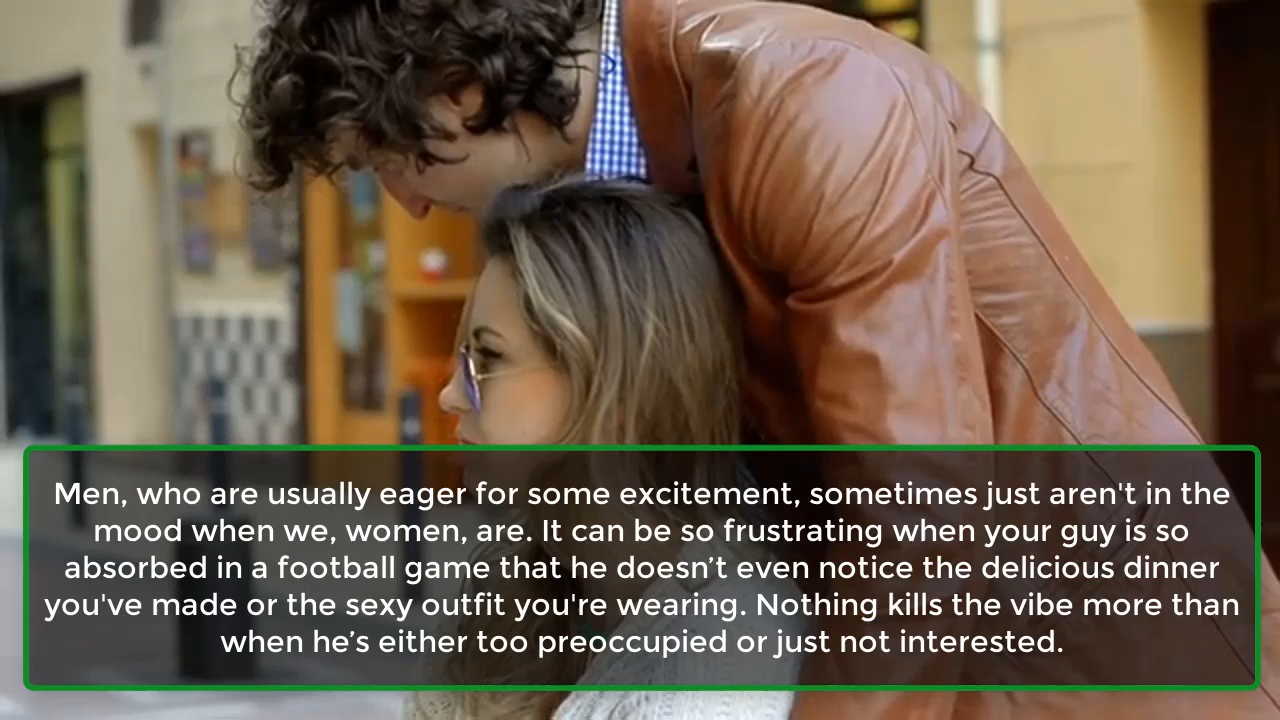 Men, who are usually eager for some excitement, sometimes just aren't in the
mood when we, women, are. It can be so frustrating when your guy is so
absorbed in a football game that he doesn’t even notice the delicious dinner
you've made or the sexy outfit you're wearing. Nothing kills the vibe more than
when he’s either too preoccupied or just not interested.